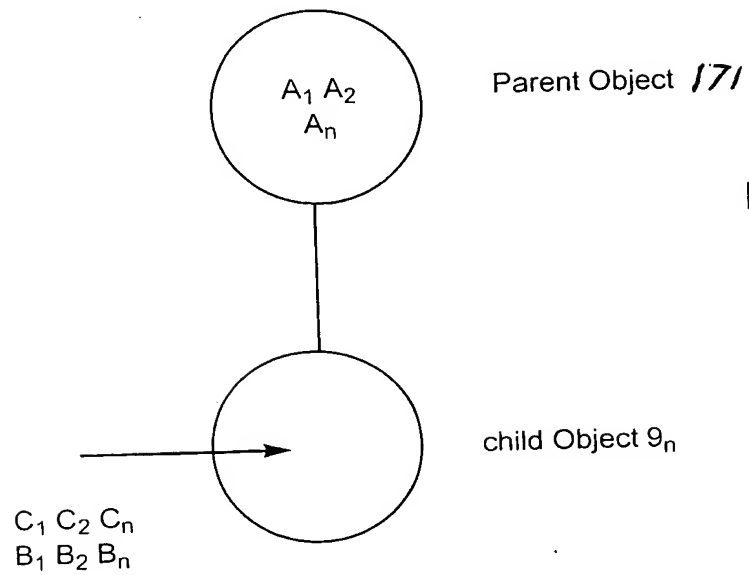 A₁ A₂
Aₙ
Parent Object 171
child Object 9ₙ
C₁ C₂ Cₙ
B₁ B₂ Bₙ